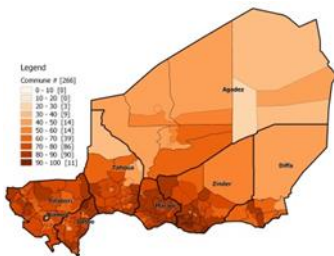 Legend
Commune # [266]
0 - 10 [0]
10 - 20 [0]
20 - 30 [3]
30 - 40 [9]
40 - 50 [14]
50 - 60 [14]
60 - 70 [39]
70 - 80 [86]
80 - 90 [90]
90 - 100 [11]
Agadez
Tahoua
Diffa
Zinder
Maradi